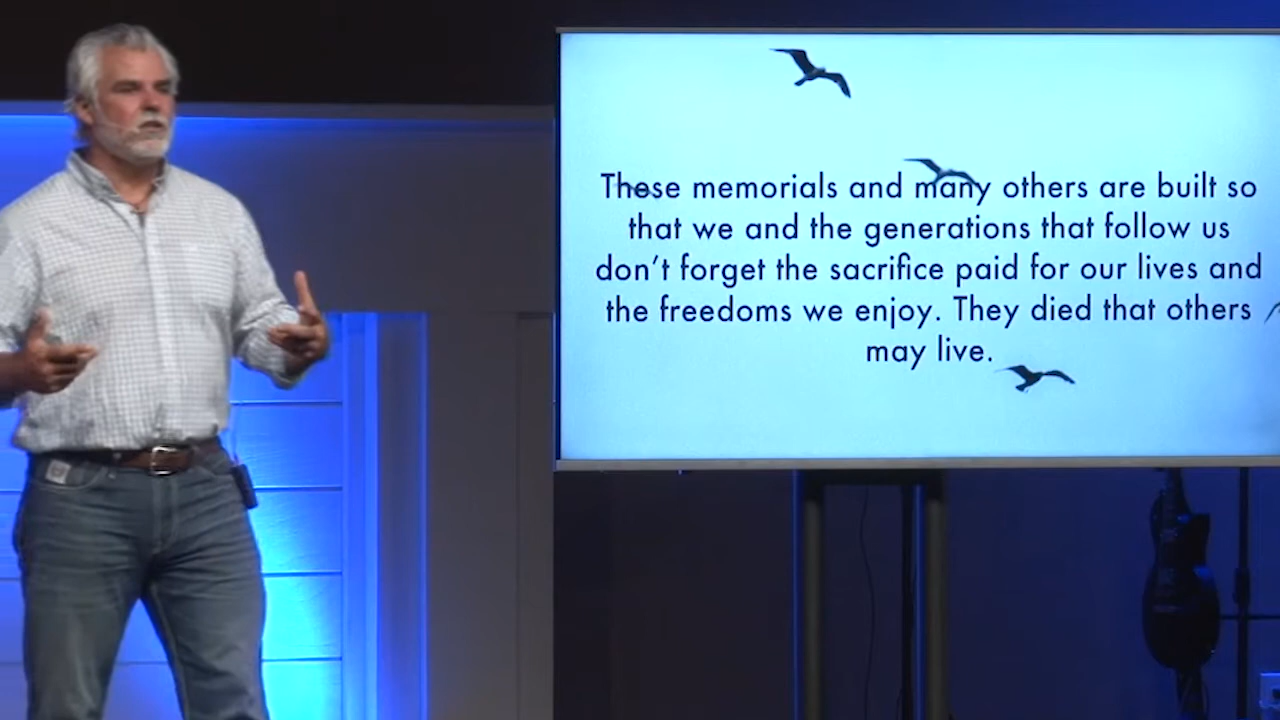 These memorials and many others are built so
that we and the generations that follow us
don't forget the sacrifice paid for our lives and
the freedoms we enjoy. They died that others
may live.